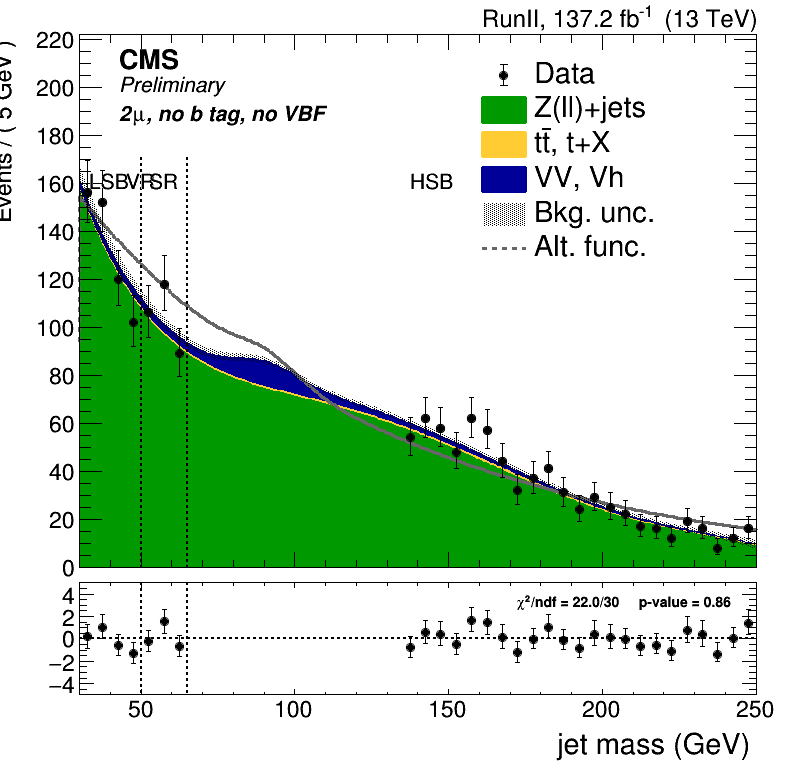 RunII, 137.2 fb⁻¹ (13 TeV)
CMS
Preliminary
2μ, no b tag, no VBF
Data
Z(ll)+jets
tt̄, t+X
VV, Vh
Bkg. unc.
Alt. func.
LSB VR SR HSB
Events / ( 5 GeV )
220
200
180
160
140
120
100
80
60
40
20
0
χ²/ndf = 22.0/30 p-value = 0.86
4
2
0
−2
−4
50 100 150 200 250
jet mass (GeV)